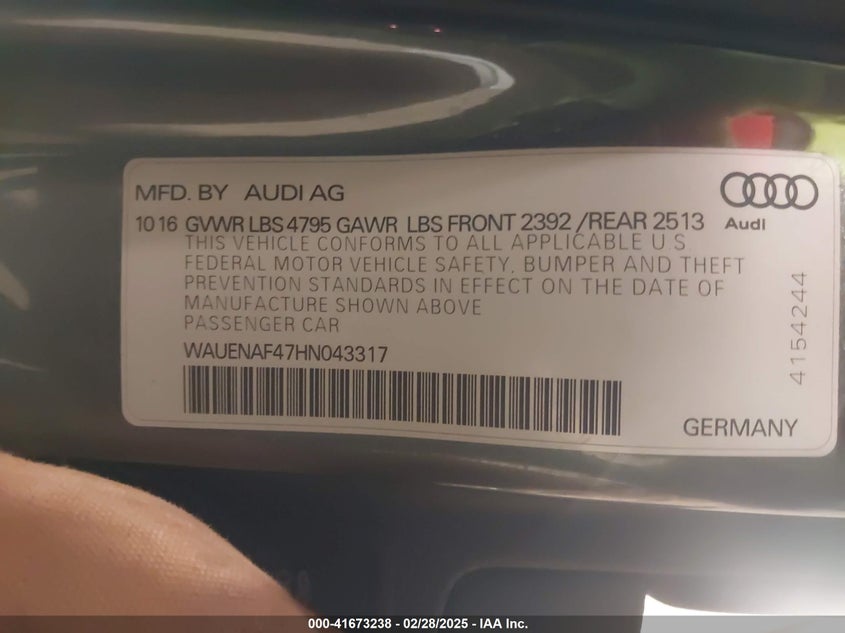 MFD. BY AUDI AG
10 16 GVWR LBS 4795 GAWR LBS FRONT 2392 /REAR 2513
Audi
THIS VEHICLE CONFORMS TO ALL APPLICABLE U.S.
FEDERAL MOTOR VEHICLE SAFETY, BUMPER AND THEFT
PREVENTION STANDARDS IN EFFECT ON THE DATE OF
MANUFACTURE SHOWN ABOVE
PASSENGER CAR
WAUENAF47HN043317
4154244
GERMANY
000-41673238 - 02/28/2025 - IAA Inc.